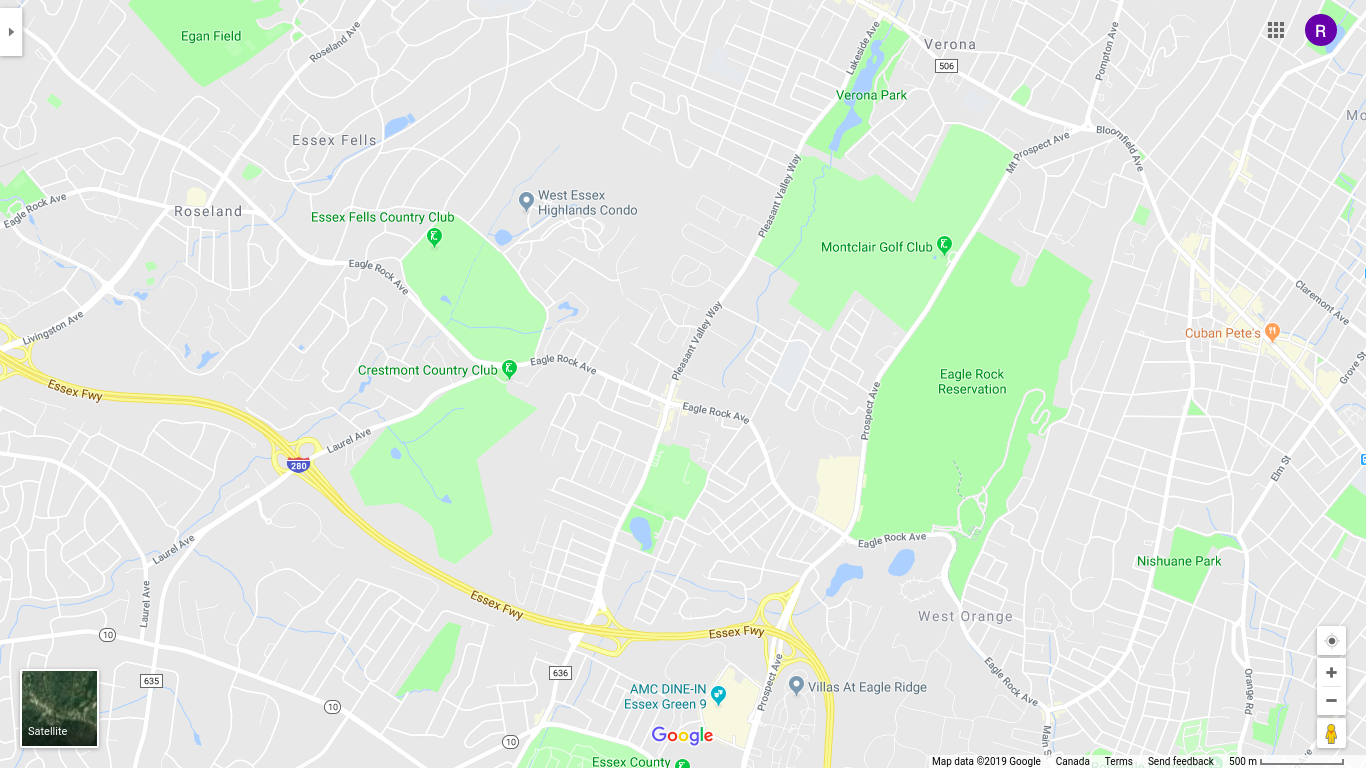 Egan Field
Roseland Ave
Lakeside Ave
Verona
506
Pompton Ave
R
Verona Park
Essex Fells
Mt Prospect Ave
Bloomfield Ave
Eagle Rock Ave
Roseland
West Essex
Highlands Condo
Pleasant Valley Way
Essex Fells Country Club
Montclair Golf Club
Eagle Rock Ave
Claremont Ave
Livingston Ave
Pleasant Valley Way
Cuban Pete's
Eagle Rock Ave
Crestmont Country Club
Eagle Rock
Reservation
Grove St
Essex Fwy
Prospect Ave
Eagle Rock Ave
Laurel Ave
280
Elm St
Laurel Ave
Eagle Rock Ave
Nishuane Park
Laurel Ave
Essex Fwy
West Orange
10
Essex Fwy
635
636
Prospect Ave
Eagle Rock Ave
Orange Rd
AMC DINE-IN
Essex Green 9
Villas At Eagle Ridge
10
Satellite
Google
10
Main S
Essex County
Map data ©2019 Google Canada Terms Send feedback 500 m